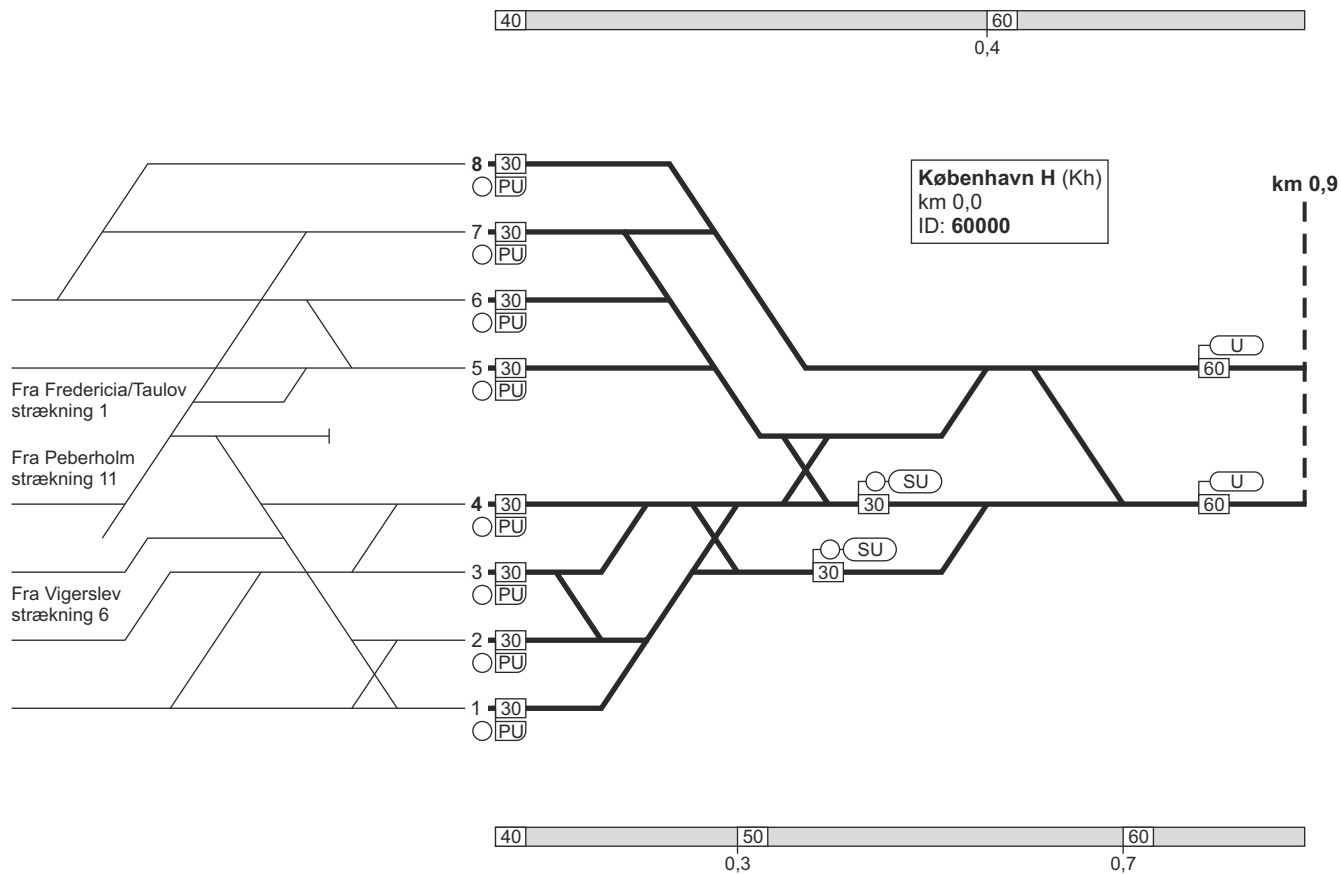 40 60
0,4
8 30
PU
København H (Kh)
km 0,0
ID: 60000
km 0,9
7 30
PU
6 30
PU
U
60
5 30
PU
Fra Fredericia/Taulov
strækning 1
Fra Peberholm
strækning 11
SU
30
U
60
4 30
PU
SU
30
3 30
PU
Fra Vigerslev
strækning 6
2 30
PU
1 30
PU
40 50 60
0,3 0,7